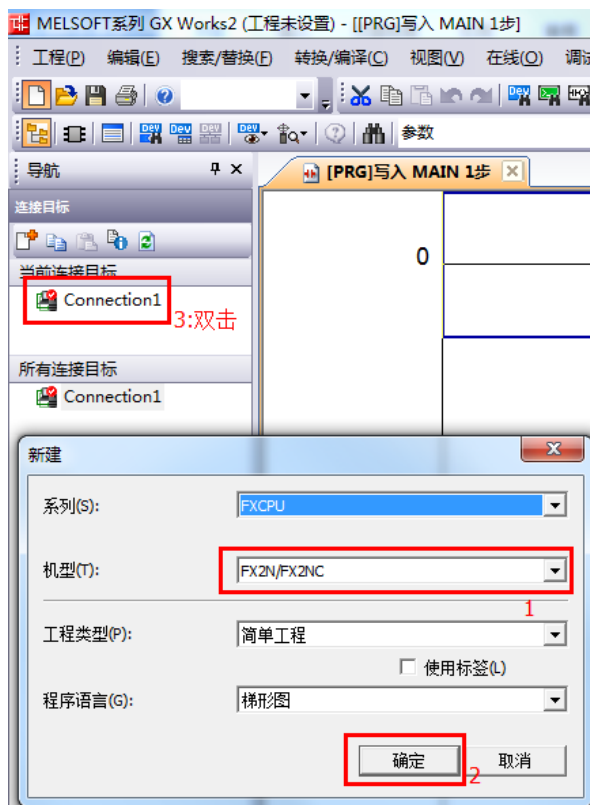 MELSOFT系列 GX Works2 (工程未设置) - [[PRG]写入 MAIN 1步]
工程(P) 编辑(E) 搜索/替换(F) 转换/编译(C) 视图(V) 在线(O) 调试
参数
导航
[PRG]写入 MAIN 1步
连接目标
0
当前连接目标
Connection1
3:双击
所有连接目标
Connection1
新建
系列(S): FXCPU
机型(T): FX2N/FX2NC
1
工程类型(P): 简单工程
使用标签(L)
程序语言(G): 梯形图
确定 取消
2